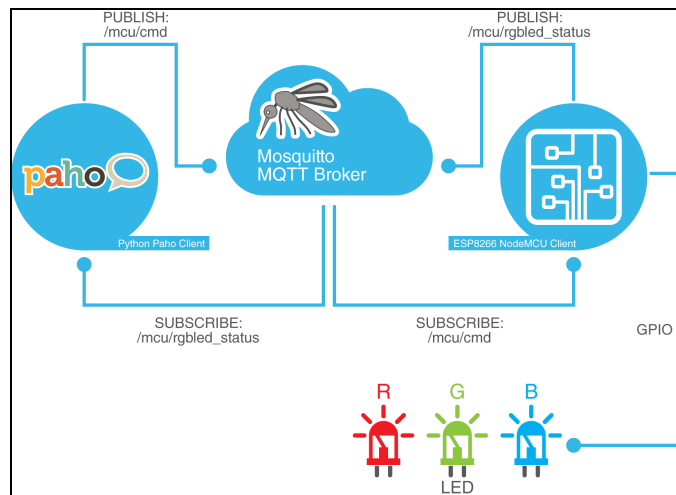 PUBLISH:
/mcu/cmd
PUBLISH:
/mcu/rgbled_status
Mosquitto
MQTT Broker
paho
Python Paho Client
ESP8266 NodeMCU Client
SUBSCRIBE:
/mcu/rgbled_status
SUBSCRIBE:
/mcu/cmd
GPIO
R
G
B
LED